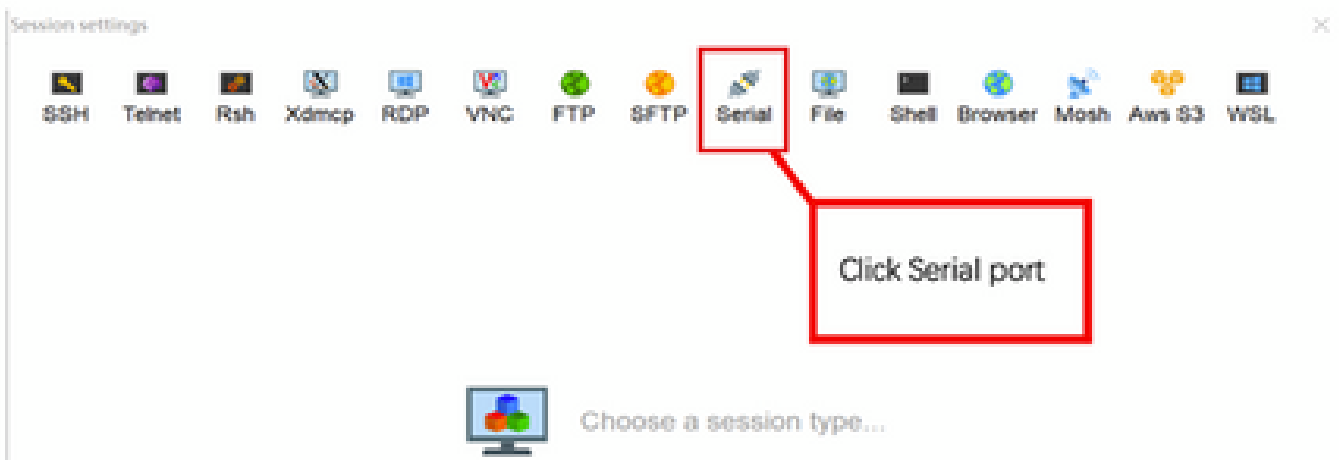 Session settings
SSH Telnet Rsh Xdmcp RDP VNC FTP SFTP Serial File Shell Browser Mosh Aws S3 WSL
Click Serial port
Choose a session type...